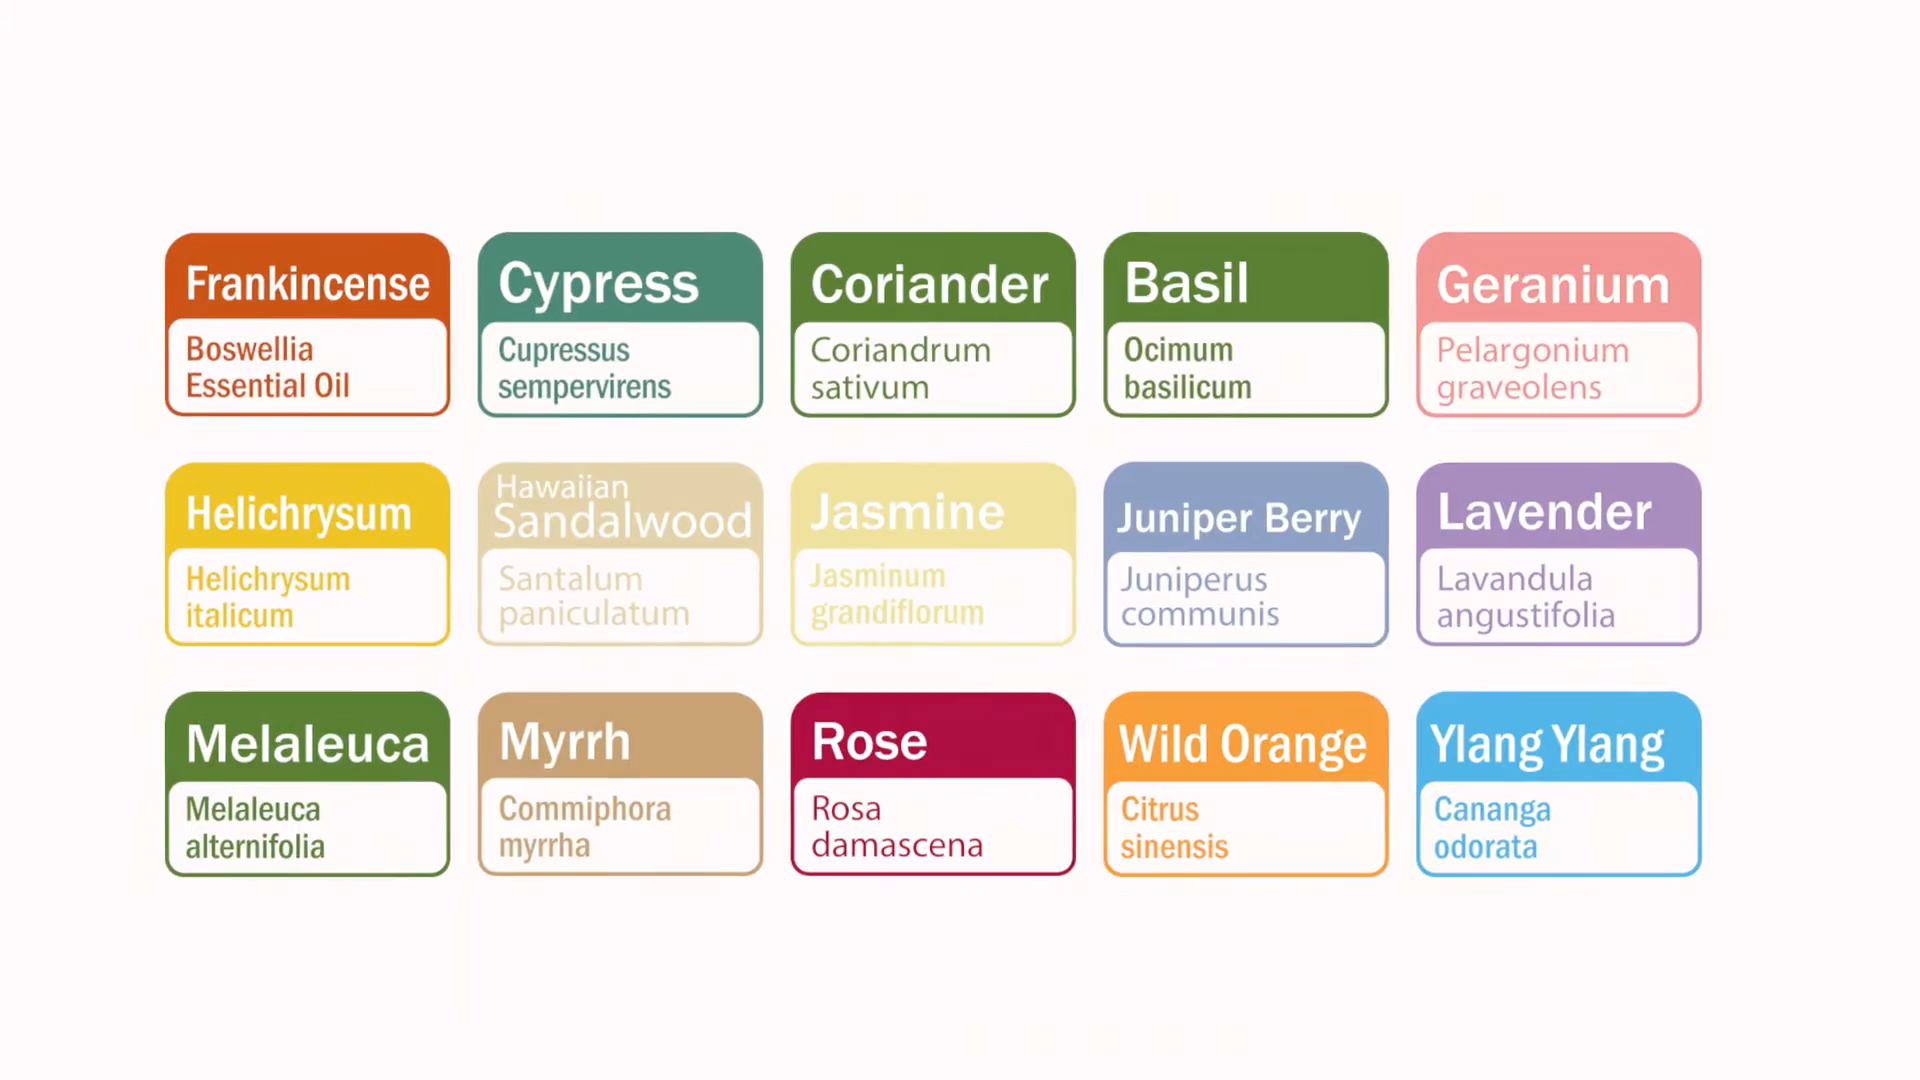 Frankincense
Boswellia
Essential Oil
Cypress
Cupressus
sempervirens
Coriander
Coriandrum
sativum
Basil
Ocimum
basilicum
Geranium
Pelargonium
graveolens
Helichrysum
Helichrysum
italicum
Hawaiian
Sandalwood
Santalum
paniculatum
Jasmine
Jasminum
grandiflorum
Juniper Berry
Juniperus
communis
Lavender
Lavandula
angustifolia
Melaleuca
Melaleuca
alternifolia
Myrrh
Commiphora
myrrha
Rose
Rosa
damascena
Wild Orange
Citrus
sinensis
Ylang Ylang
Cananga
odorata